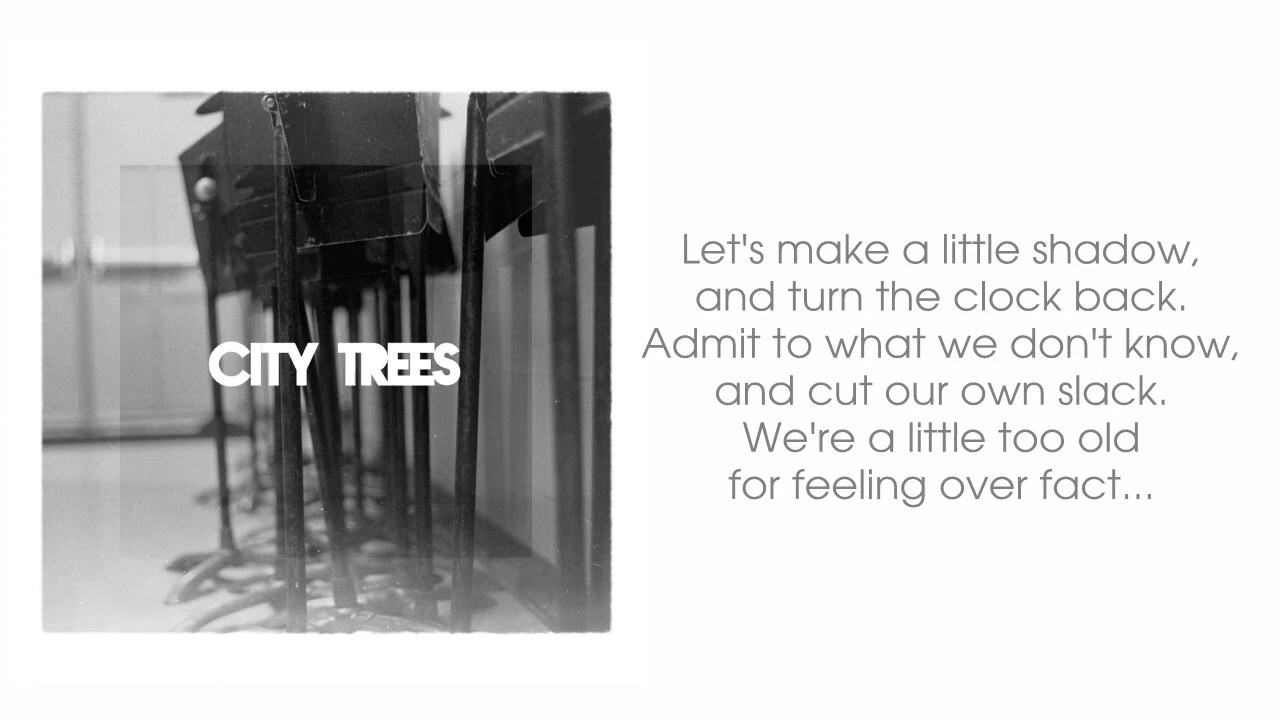 CITY TREES
Let's make a little shadow,
and turn the clock back.
Admit to what we don't know,
and cut our own slack.
We're a little too old
for feeling over fact...